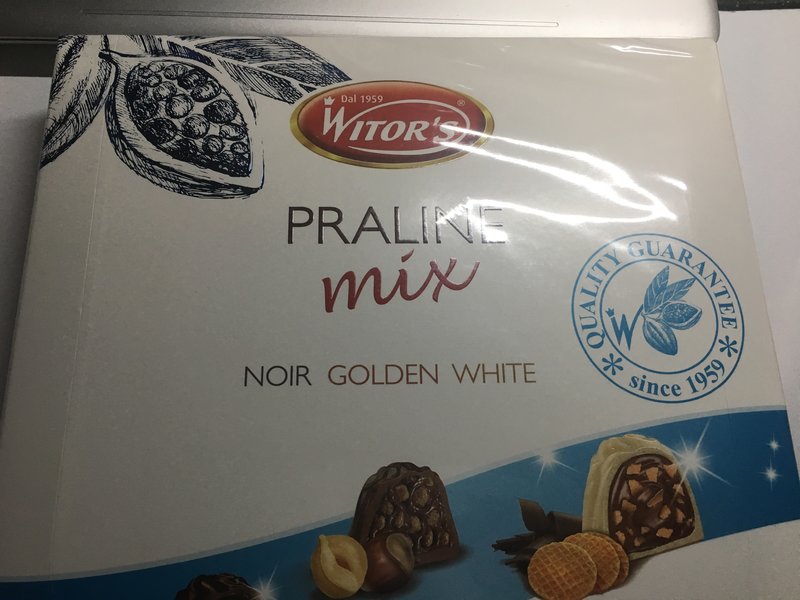 Dal 1959
WITOR'S
®
PRALINE
mix
QUALITY GUARANTEE
W
since 1959
NOIR GOLDEN WHITE